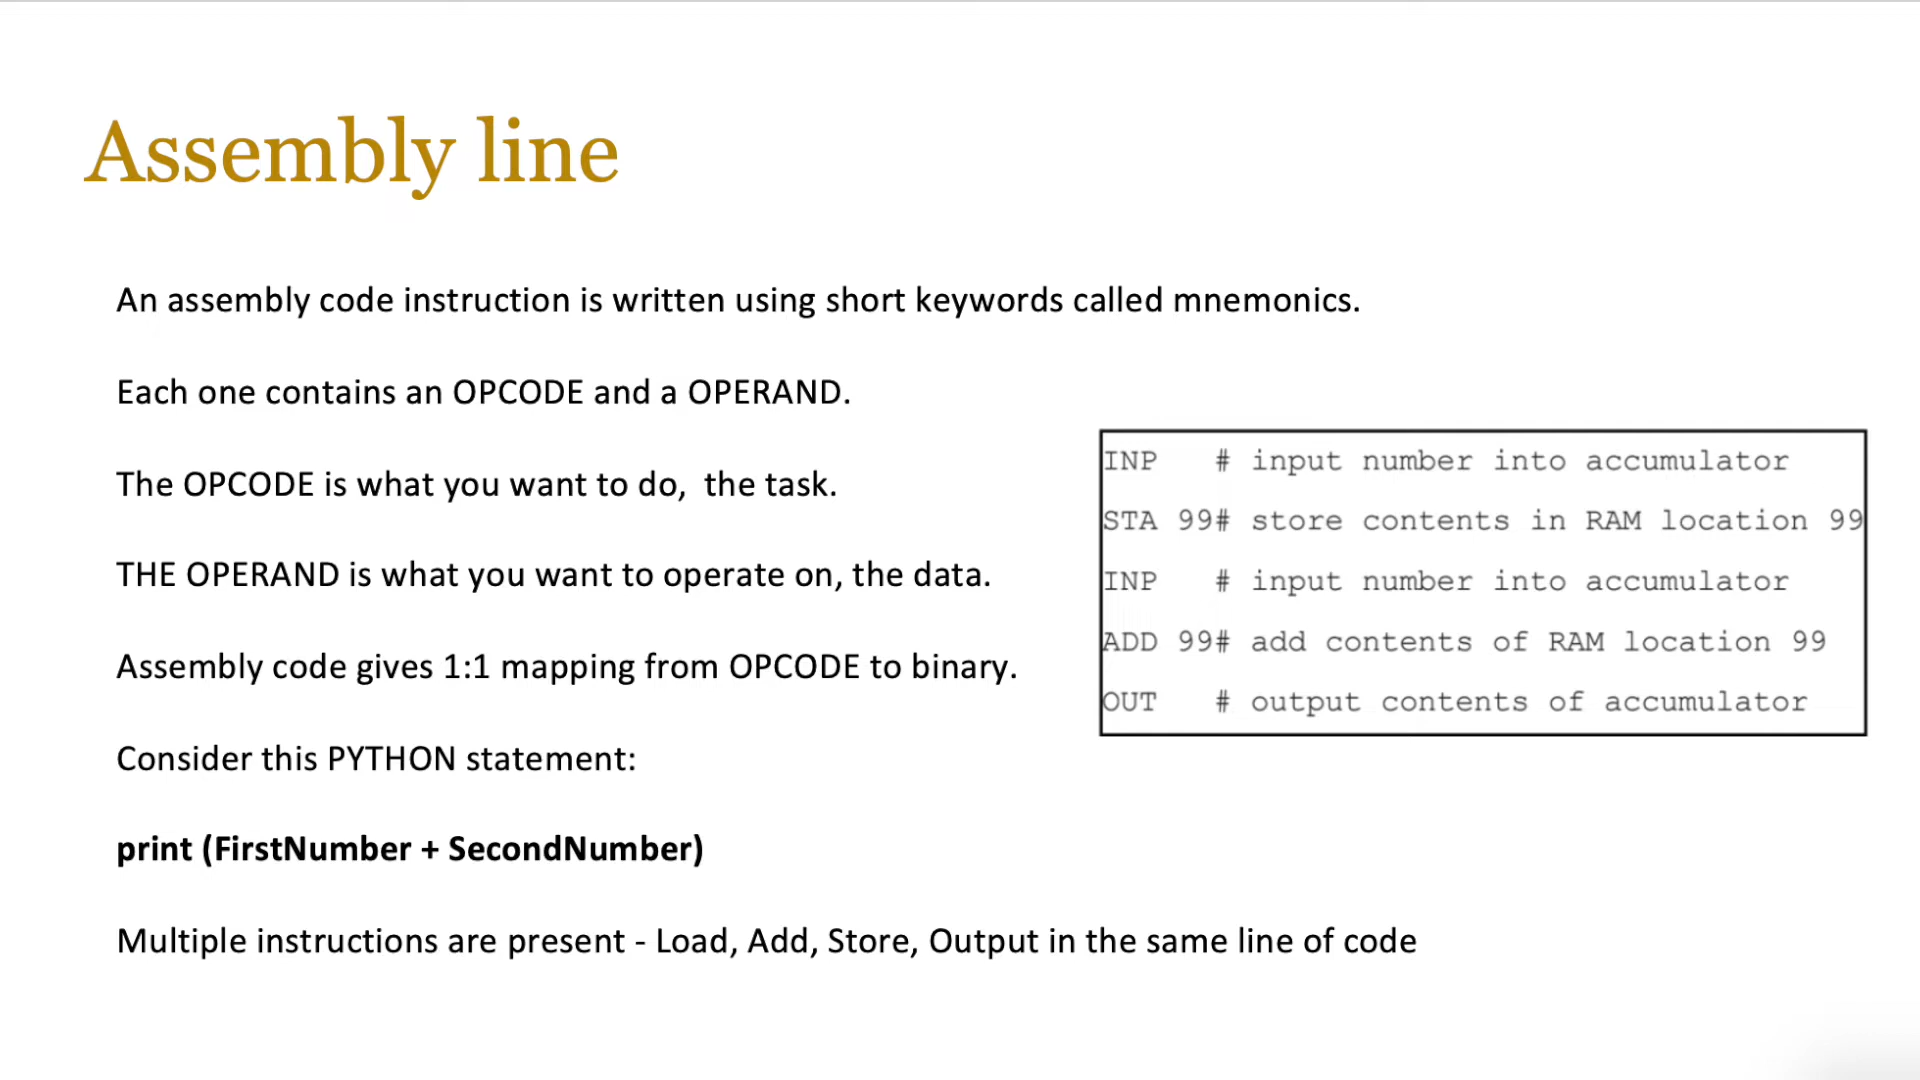 Assembly line
An assembly code instruction is written using short keywords called mnemonics.
Each one contains an OPCODE and a OPERAND.
The OPCODE is what you want to do,  the task.
THE OPERAND is what you want to operate on, the data.
Assembly code gives 1:1 mapping from OPCODE to binary.
Consider this PYTHON statement:
print (FirstNumber + SecondNumber)
Multiple instructions are present - Load, Add, Store, Output in the same line of code
INP   # input number into accumulator
STA 99# store contents in RAM location 99
INP   # input number into accumulator
ADD 99# add contents of RAM location 99
OUT   # output contents of accumulator